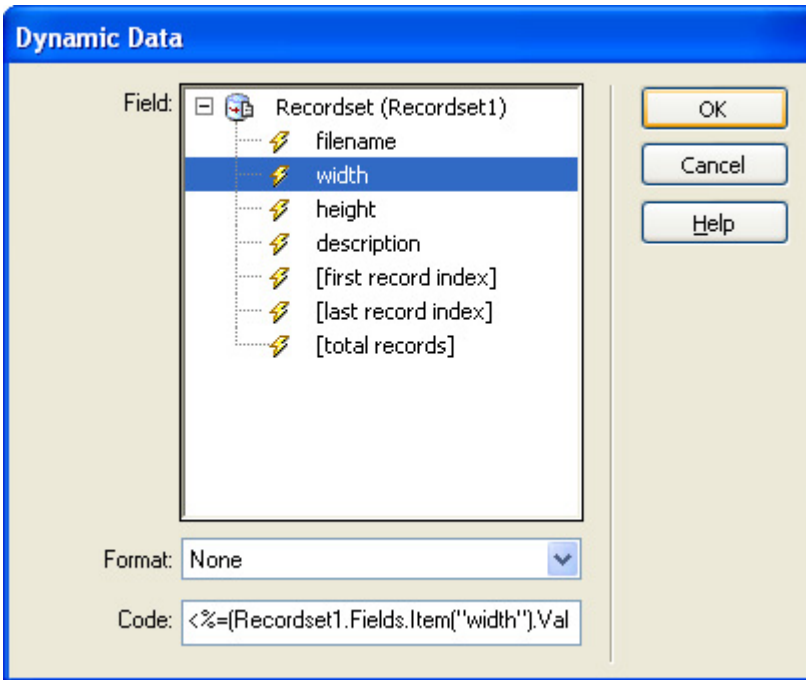 Dynamic Data
Field:
Recordset (Recordset1)
filename
width
height
description
[first record index]
[last record index]
[total records]
OK
Cancel
Help
Format: None
Code: <%=(Recordset1.Fields.Item("width").Val